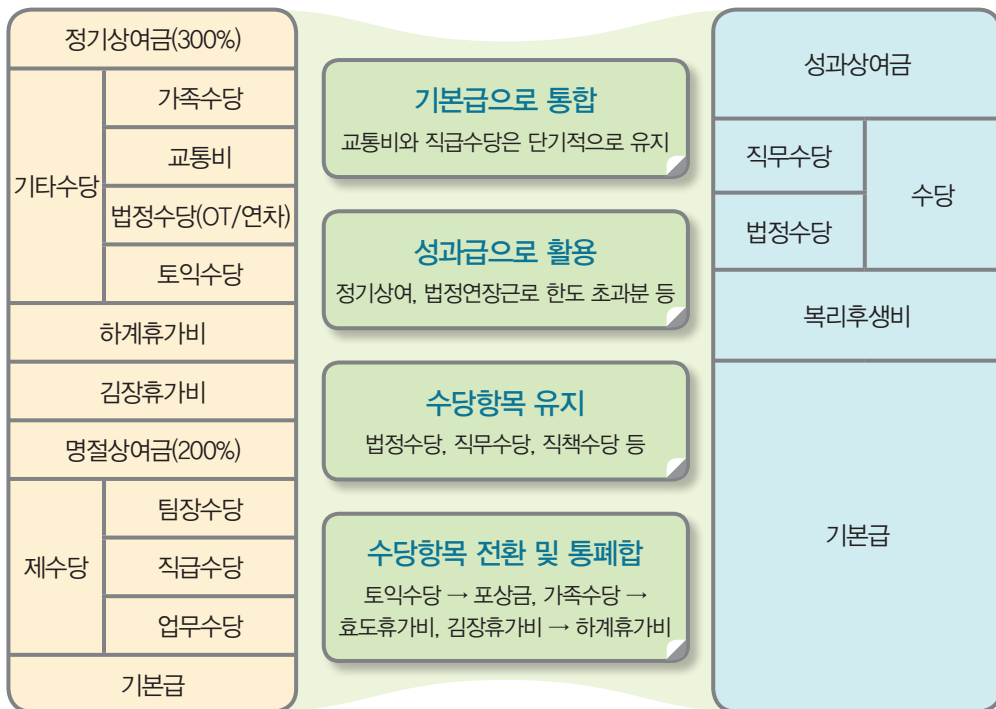 정기상여금(300%)
기타수당
가족수당
교통비
법정수당(OT/연차)
토익수당
하계휴가비
김장휴가비
명절상여금(200%)
제수당
팀장수당
직급수당
업무수당
기본급
기본급으로 통합
교통비와 직급수당은 단기적으로 유지
성과급으로 활용
정기상여, 법정연장근로 한도 초과분 등
수당항목 유지
법정수당, 직무수당, 직책수당 등
수당항목 전환 및 통폐합
토익수당 → 포상금, 가족수당 →
효도휴가비, 김장휴가비 → 하계휴가비
성과상여금
직무수당
법정수당
수당
복리후생비
기본급